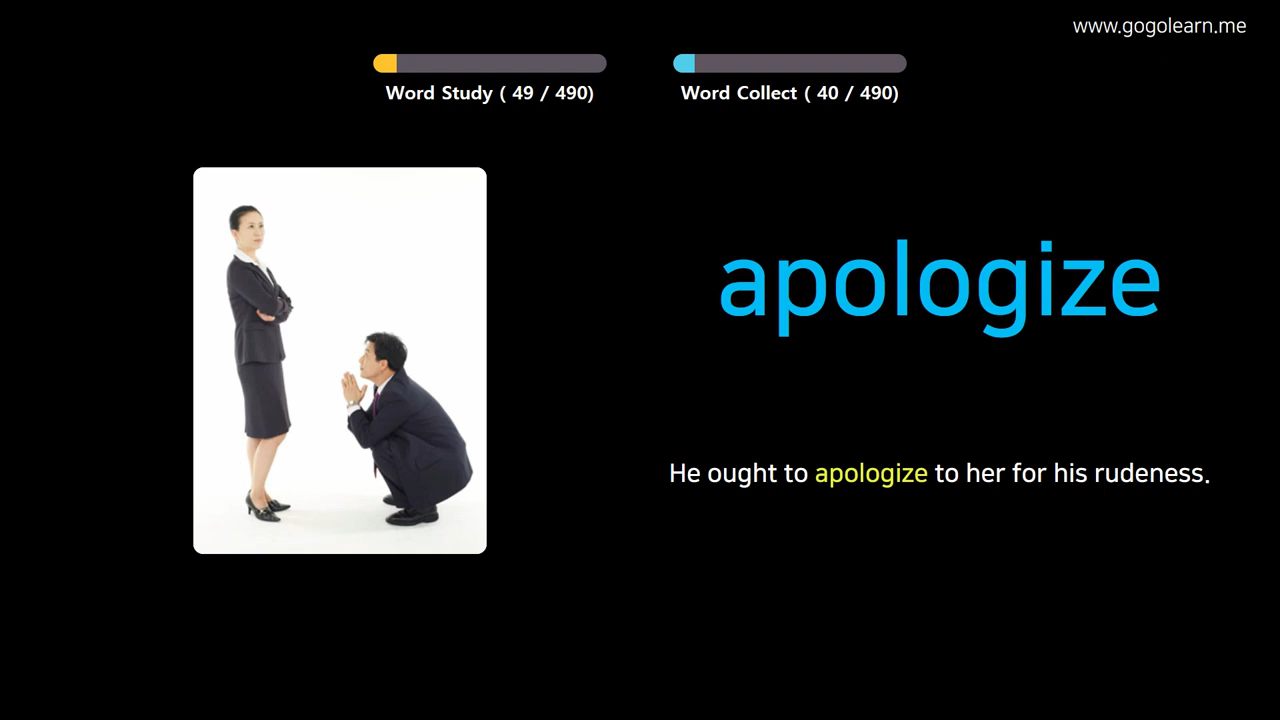 www.gogolearn.me
Word Study ( 49 / 490)
Word Collect ( 40 / 490)
apologize
He ought to apologize to her for his rudeness.